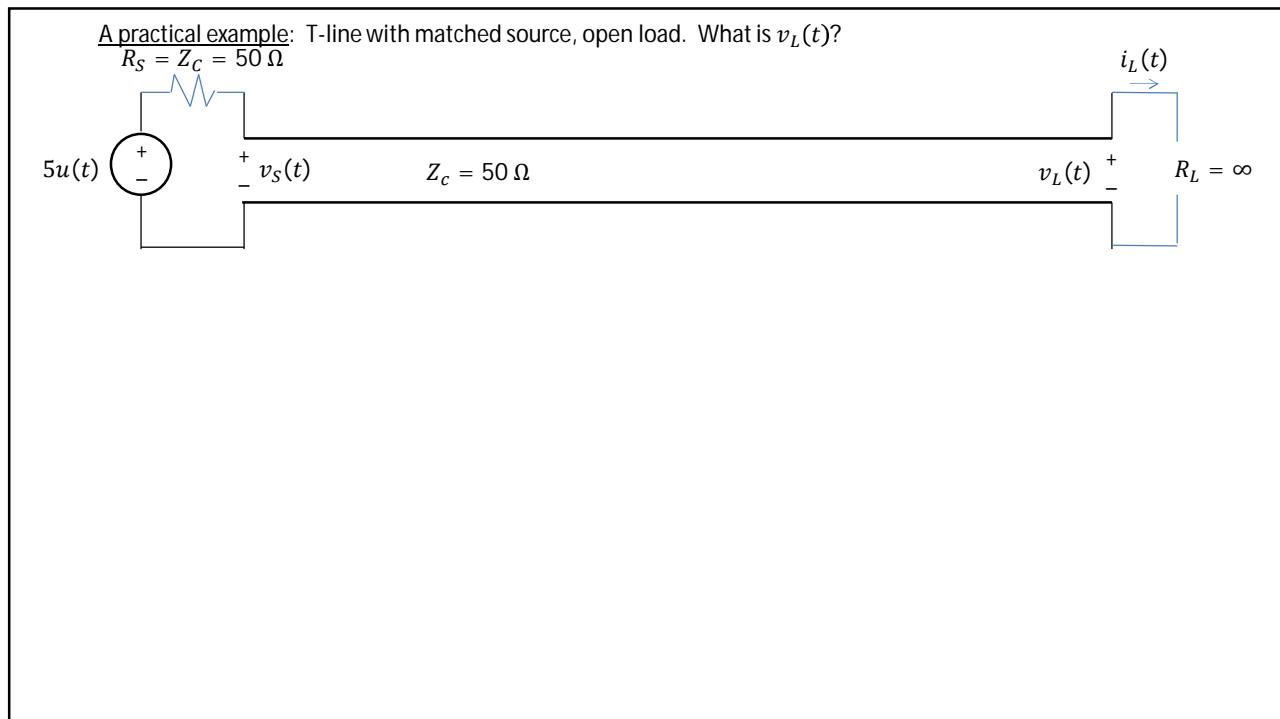 A practical example: T-line with matched source, open load. What is v_L(t)?
R_S = Z_C = 50 Ω
i_L(t)
+
−
5u(t)
+
−
v_S(t)
Z_c = 50 Ω
v_L(t)
+
−
R_L = ∞